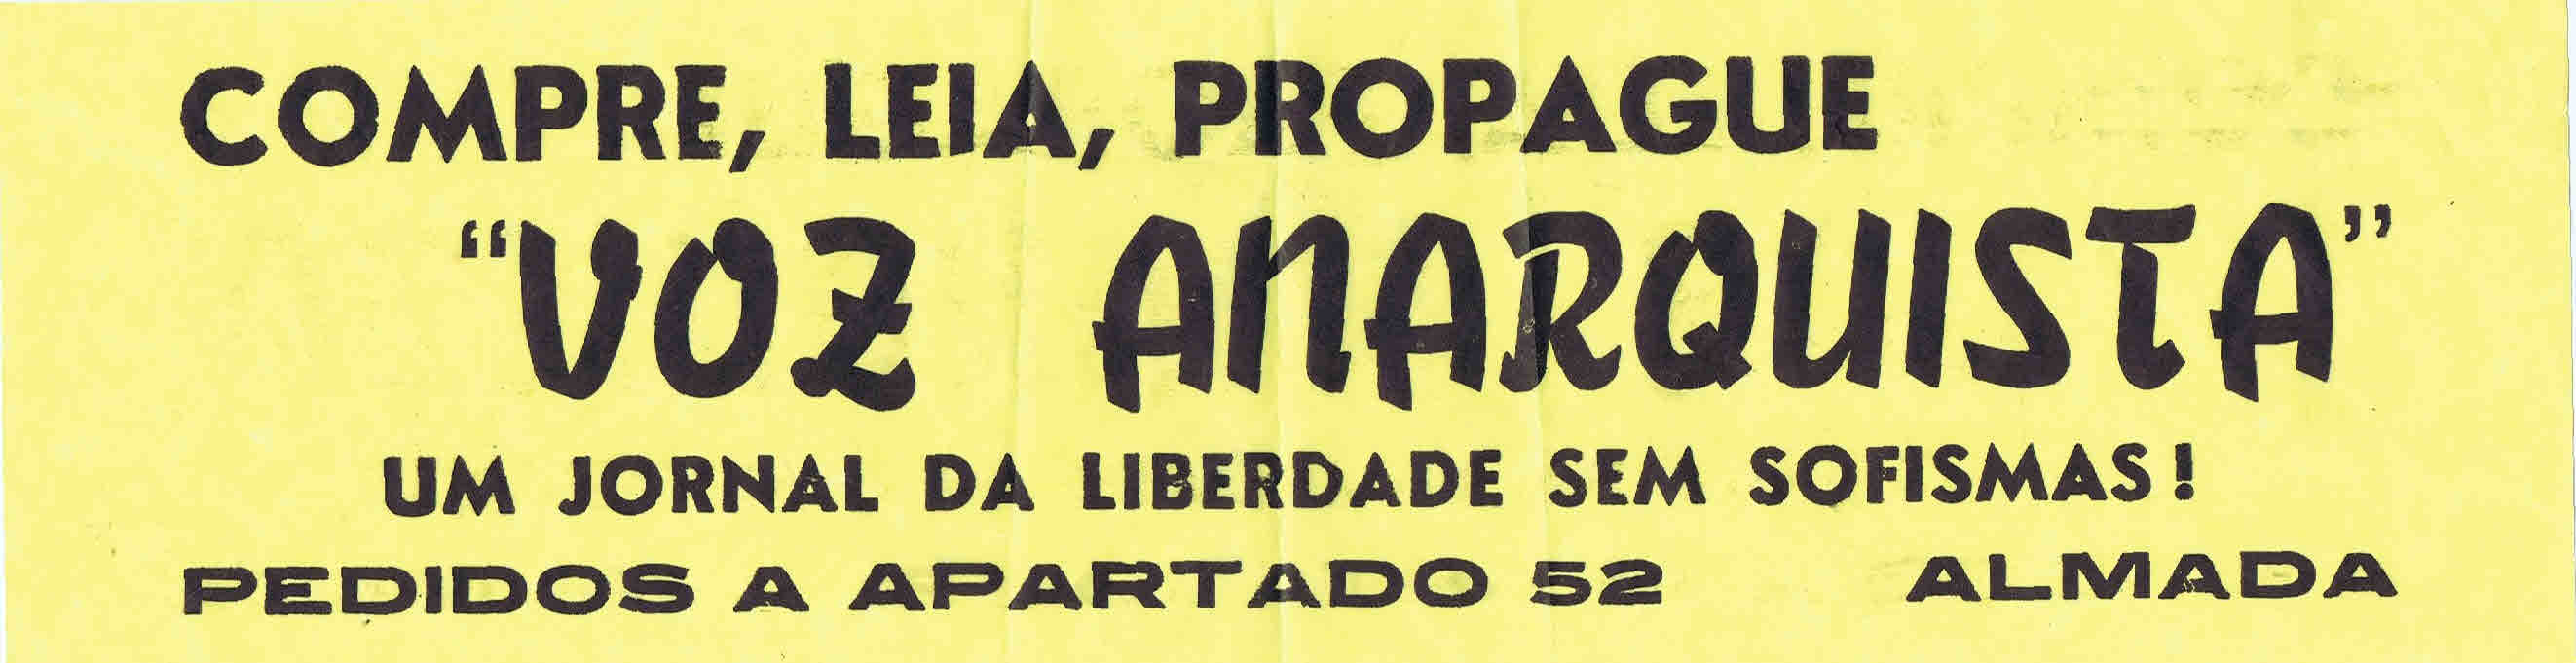 COMPRE, LEIA, PROPAGUE
“VOZ ANARQUISTA”
UM JORNAL DA LIBERDADE SEM SOFISMAS!
PEDIDOS A APARTADO 52 ALMADA